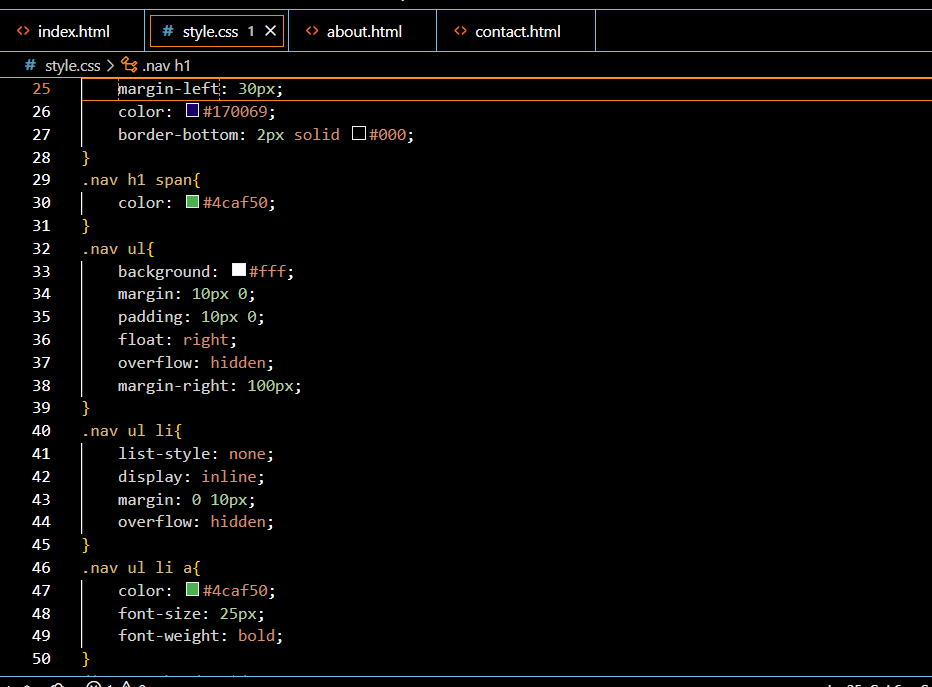 index.html
# style.css 1
about.html
contact.html
# style.css > .nav h1
25 margin-left: 30px;
26 color: #170069;
27 border-bottom: 2px solid #000;
28 }
29 .nav h1 span{
30 color: #4caf50;
31 }
32 .nav ul{
33 background: #fff;
34 margin: 10px 0;
35 padding: 10px 0;
36 float: right;
37 overflow: hidden;
38 margin-right: 100px;
39 }
40 .nav ul li{
41 list-style: none;
42 display: inline;
43 margin: 0 10px;
44 overflow: hidden;
45 }
46 .nav ul li a{
47 color: #4caf50;
48 font-size: 25px;
49 font-weight: bold;
50 }